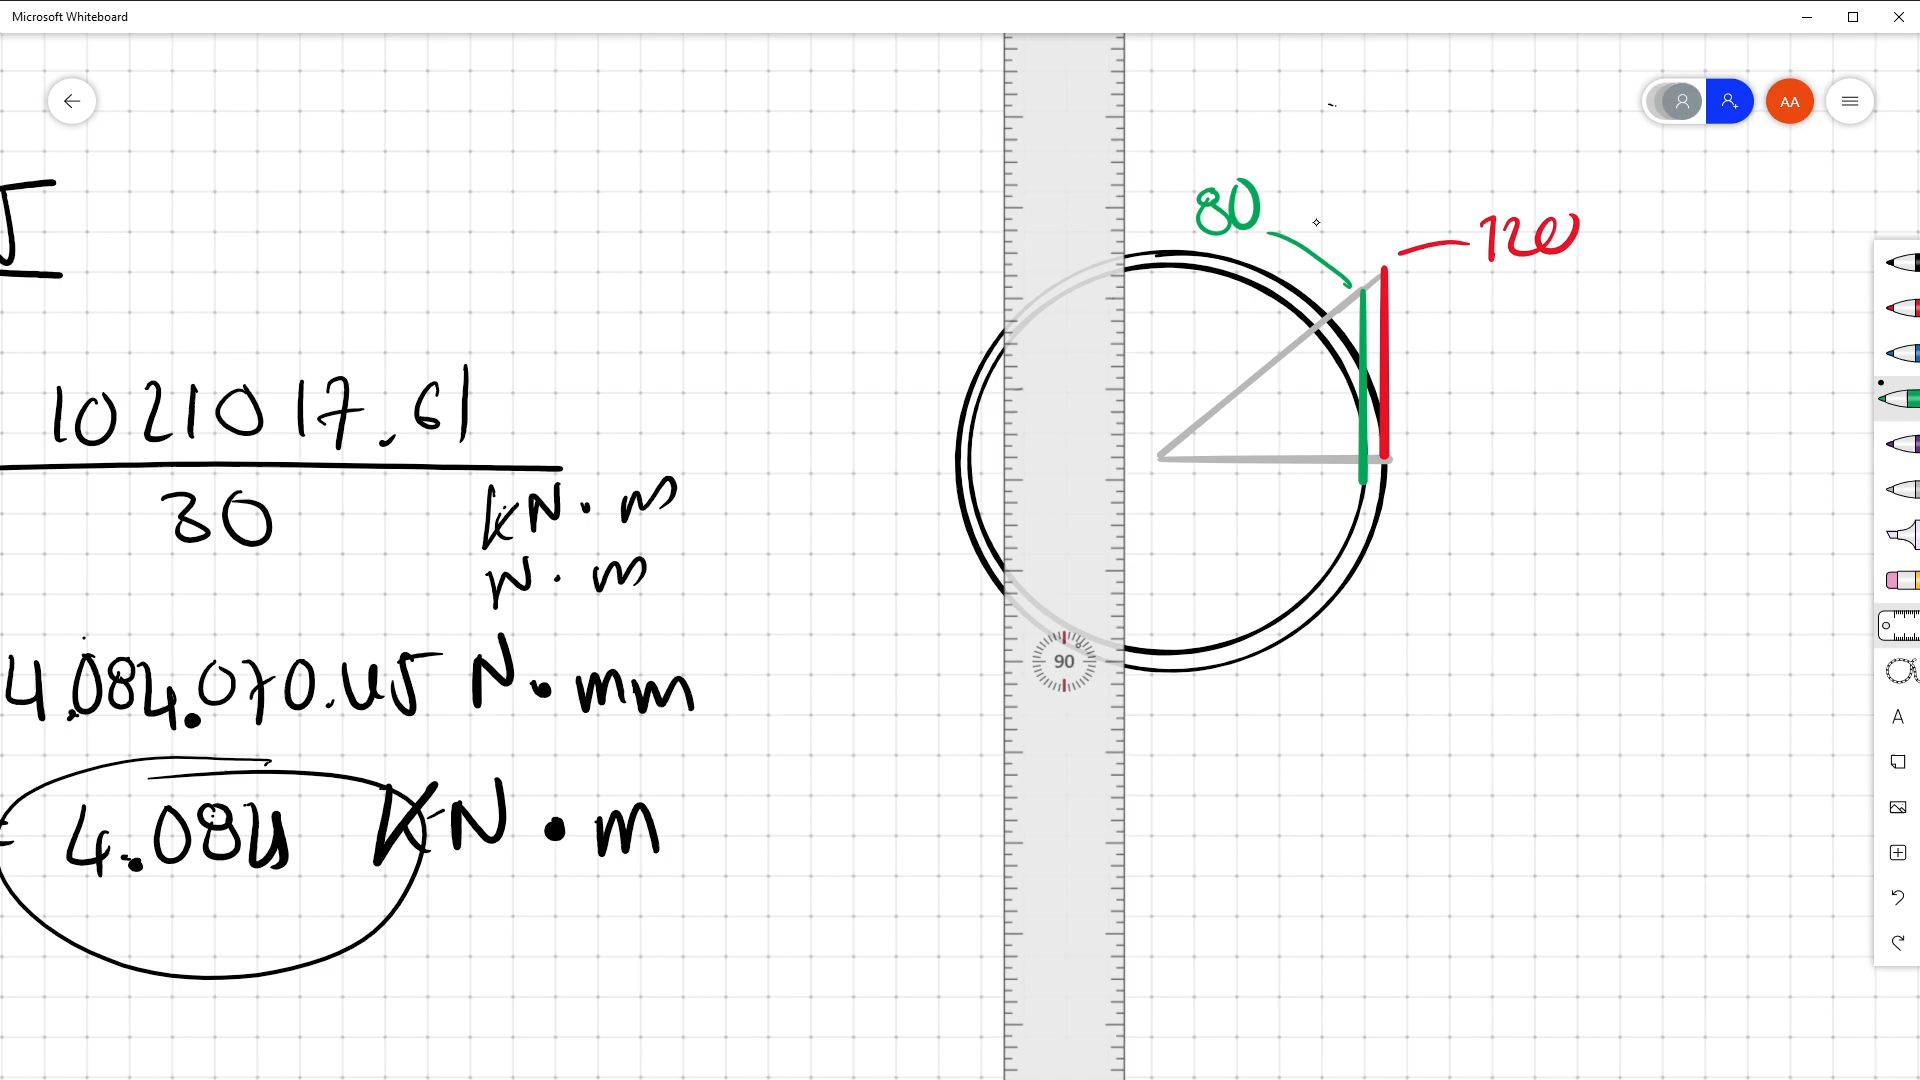 Microsoft Whiteboard
AA
J
80
120
1021017.61
30
kN.m
N.m
4.084.070.45 N.mm
4.084 kN.m
90
A